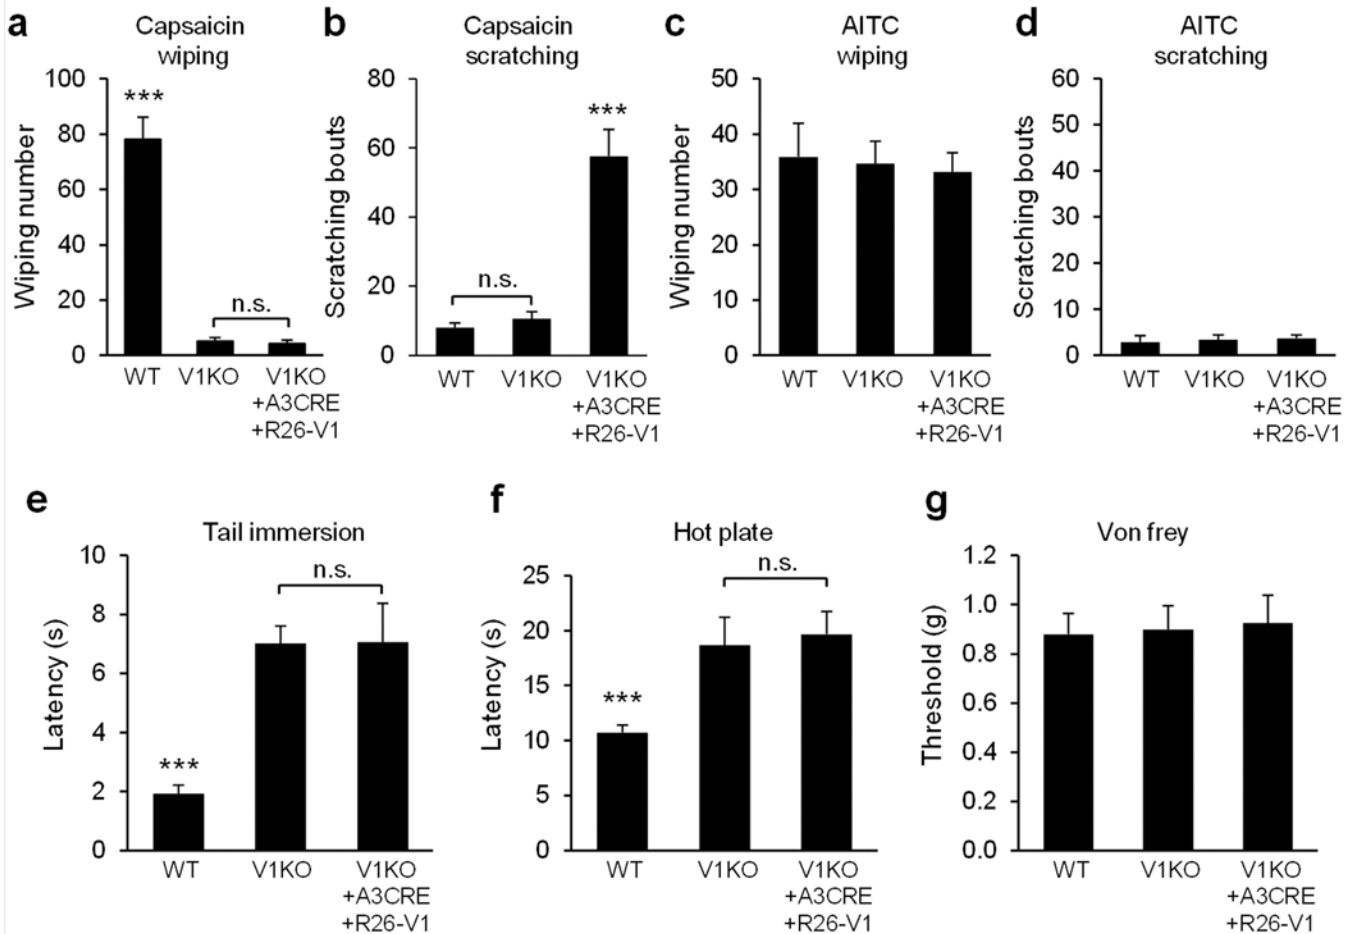 a
Capsaicin
wiping
Wiping number
100
80
60
40
20
0
***
n.s.
WT
V1KO
V1KO
+A3CRE
+R26-V1
b
Capsaicin
scratching
Scratching bouts
80
60
40
20
0
n.s.
***
WT
V1KO
V1KO
+A3CRE
+R26-V1
c
AITC
wiping
Wiping number
50
40
30
20
10
0
WT
V1KO
V1KO
+A3CRE
+R26-V1
d
AITC
scratching
Scratching bouts
60
50
40
30
20
10
0
WT
V1KO
V1KO
+A3CRE
+R26-V1
e
Tail immersion
Latency (s)
10
8
6
4
2
0
***
n.s.
WT
V1KO
V1KO
+A3CRE
+R26-V1
f
Hot plate
Latency (s)
25
20
15
10
5
0
***
n.s.
WT
V1KO
V1KO
+A3CRE
+R26-V1
g
Von frey
Threshold (g)
1.2
1.0
0.8
0.6
0.4
0.2
0.0
WT
V1KO
V1KO
+A3CRE
+R26-V1